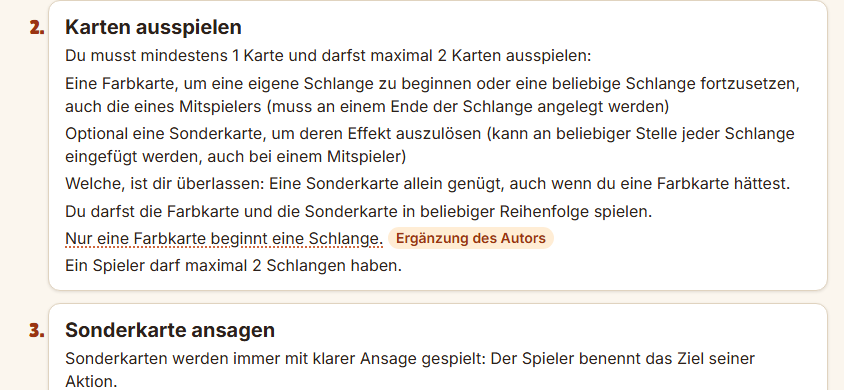 2. Karten ausspielen
Du musst mindestens 1 Karte und darfst maximal 2 Karten ausspielen:
Eine Farbkarte, um eine eigene Schlange zu beginnen oder eine beliebige Schlange fortzusetzen,
auch die eines Mitspielers (muss an einem Ende der Schlange angelegt werden)
Optional eine Sonderkarte, um deren Effekt auszulösen (kann an beliebiger Stelle jeder Schlange
eingefügt werden, auch bei einem Mitspieler)
Welche, ist dir überlassen: Eine Sonderkarte allein genügt, auch wenn du eine Farbkarte hättest.
Du darfst die Farbkarte und die Sonderkarte in beliebiger Reihenfolge spielen.
Nur eine Farbkarte beginnt eine Schlange. Ergänzung des Autors
Ein Spieler darf maximal 2 Schlangen haben.
3. Sonderkarte ansagen
Sonderkarten werden immer mit klarer Ansage gespielt: Der Spieler benennt das Ziel seiner
Aktion.